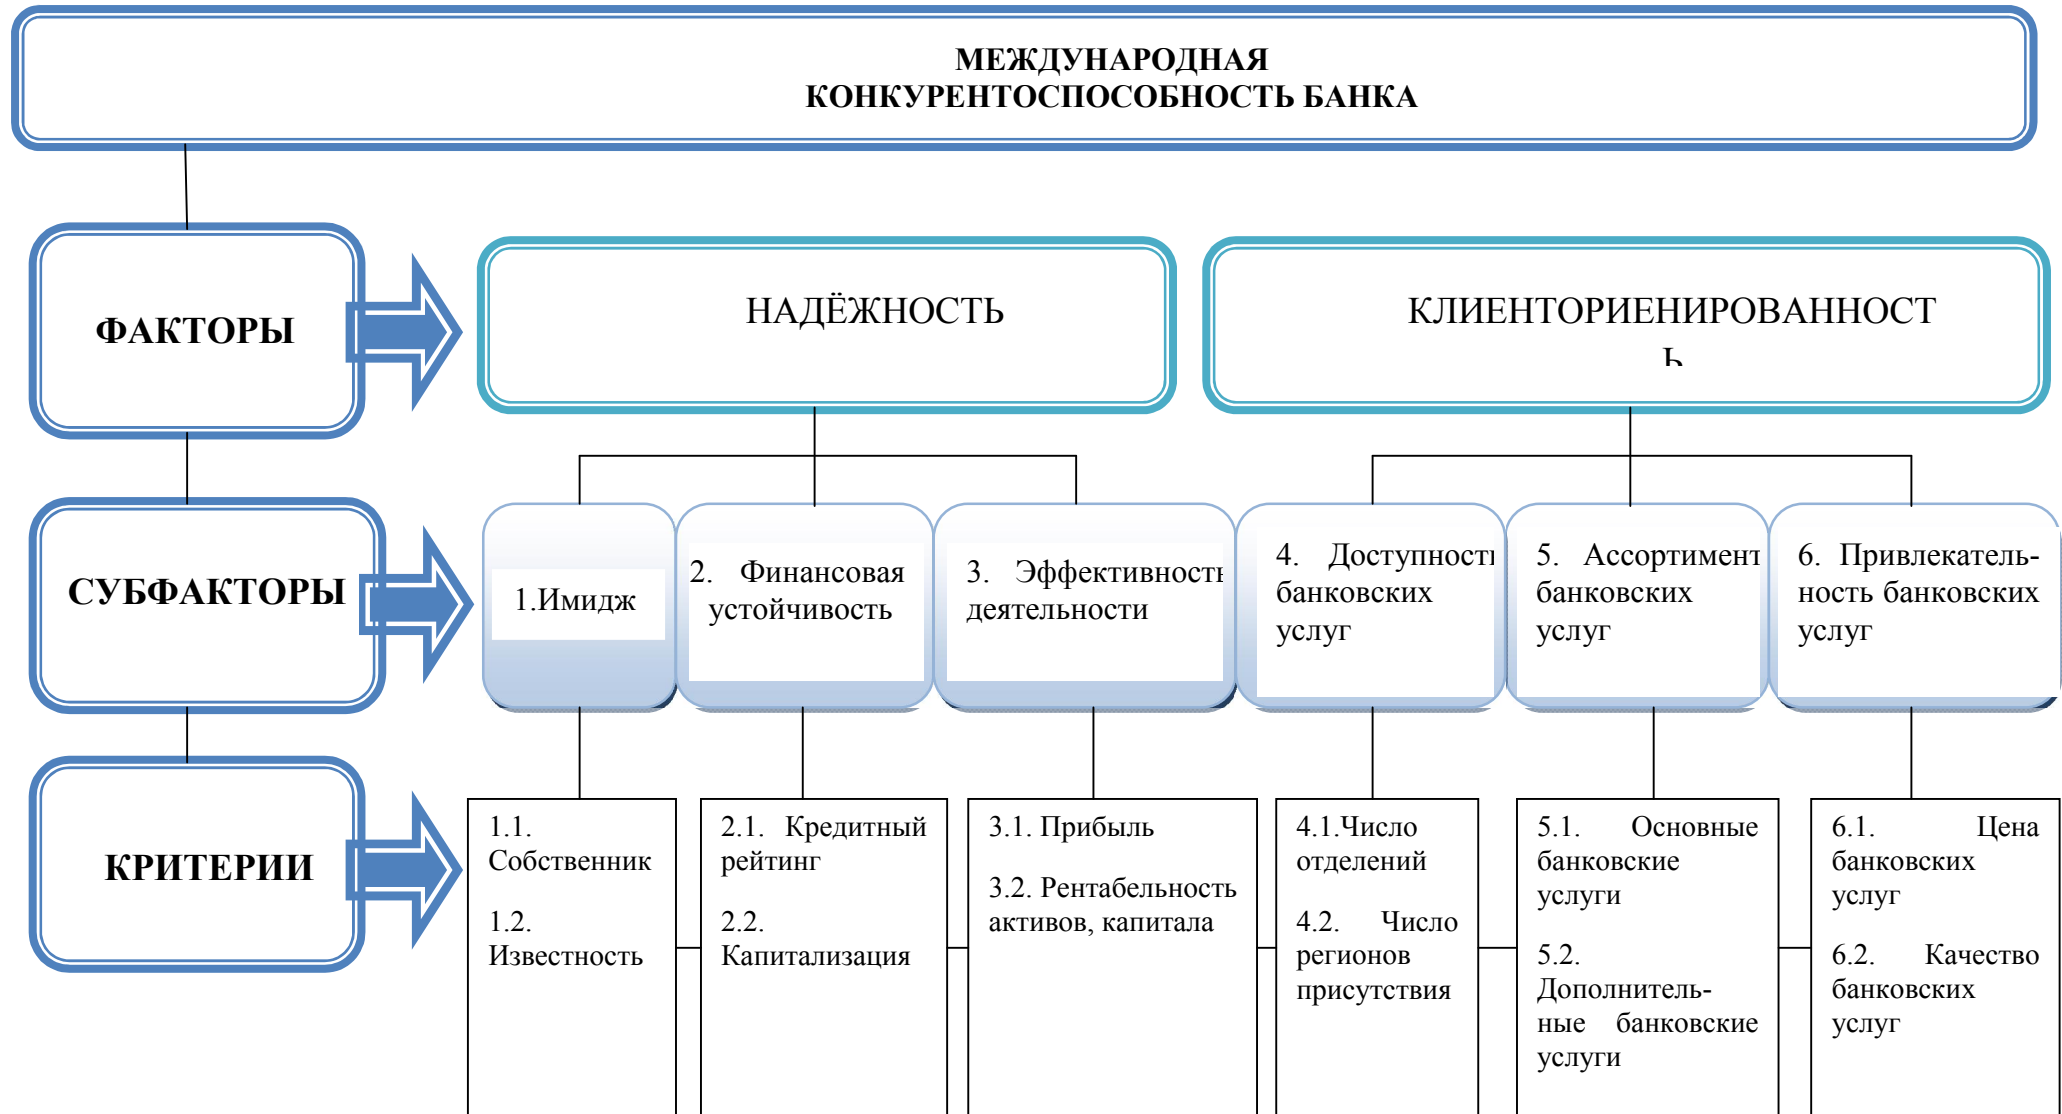 МЕЖДУНАРОДНАЯ
КОНКУРЕНТОСПОСОБНОСТЬ БАНКА
ФАКТОРЫ
НАДЁЖНОСТЬ
КЛИЕНТОРИЕНИРОВАННОСТ
Ь
СУБФАКТОРЫ
1.Имидж
2. Финансовая
устойчивость
3. Эффективность
деятельности
4. Доступность
банковских
услуг
5. Ассортимент
банковских
услуг
6. Привлекатель-
ность банковских
услуг
КРИТЕРИИ
1.1.
Собственник
1.2.
Известность
2.1. Кредитный
рейтинг
2.2.
Капитализация
3.1. Прибыль
3.2. Рентабельность
активов, капитала
4.1.Число
отделений
4.2. Число
регионов
присутствия
5.1. Основные
банковские
услуги
5.2.
Дополнитель-
ные банковские
услуги
6.1. Цена
банковских
услуг
6.2. Качество
банковских
услуг